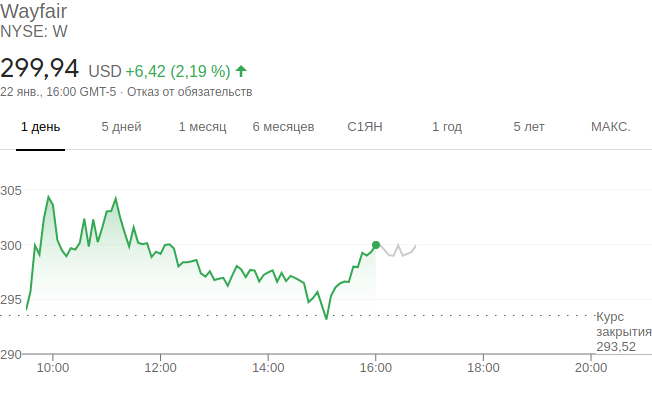 Wayfair
NYSE: W
299,94 USD +6,42 (2,19 %)
22 янв., 16:00 GMT-5 · Отказ от обязательств
1 день 5 дней 1 месяц 6 месяцев С1ЯН 1 год 5 лет МАКС.
305
300
295
Курс
закрытия
293,52
290
10:00 12:00 14:00 16:00 18:00 20:00